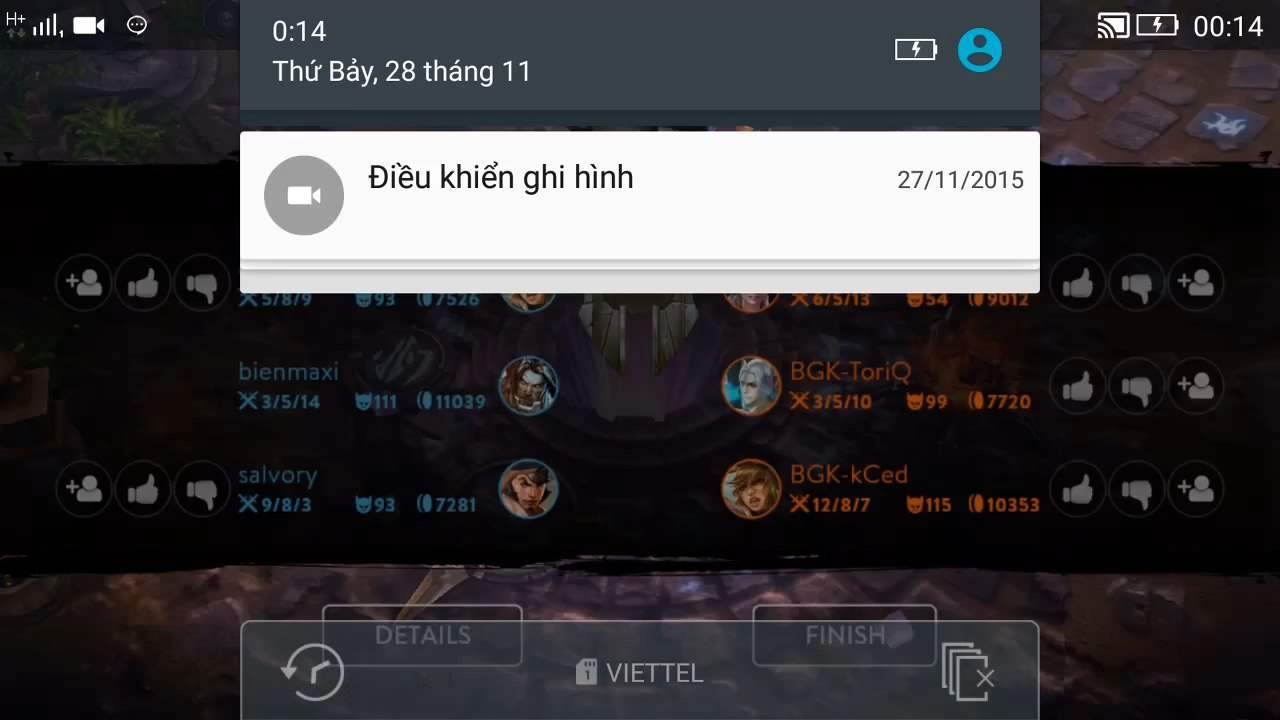 H+
00:14
0:14
Thứ Bảy, 28 tháng 11
Điều khiển ghi hình
27/11/2015
5/8/9 93 7526
6/5/13 54 9012
bienmaxi
3/5/14 111 11039
BGK-ToriQ
3/5/10 99 7720
salvory
9/8/3 93 7281
BGK-kCed
12/8/7 115 10353
DETAILS
FINISH
1 VIETTEL